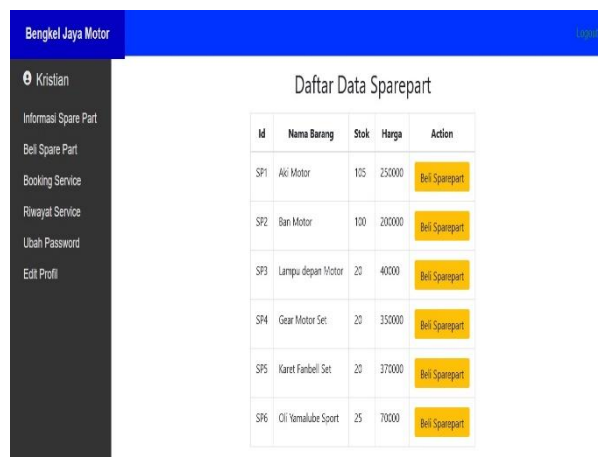 Bengkel Jaya Motor
Logout
Kristian
Informasi Spare Part
Beli Spare Part
Booking Service
Riwayat Service
Ubah Password
Edit Profil
Daftar Data Sparepart
Id Nama Barang Stok Harga Action
SP1 Aki Motor 105 250000 Beli Sparepart
SP2 Ban Motor 100 200000 Beli Sparepart
SP3 Lampu depan Motor 20 40000 Beli Sparepart
SP4 Gear Motor Set 20 350000 Beli Sparepart
SP5 Karet Fanbell Set 20 370000 Beli Sparepart
SP6 Oli Yamalube Sport 25 70000 Beli Sparepart